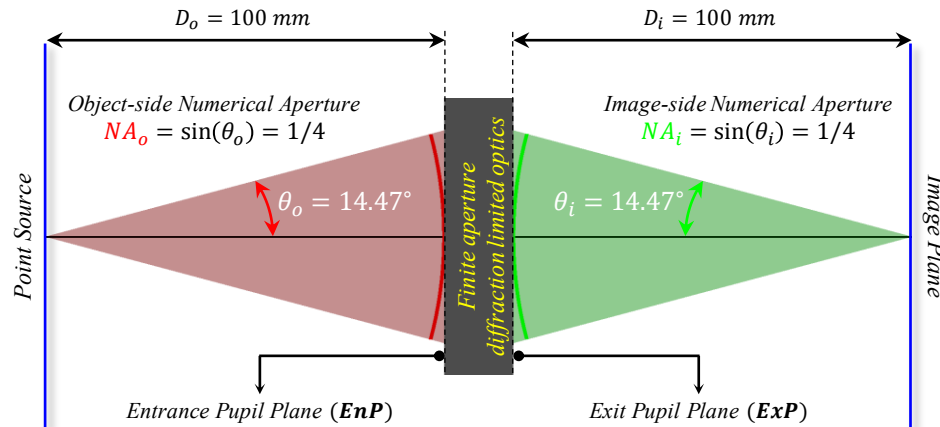 D_o = 100 mm
D_i = 100 mm
Object-side Numerical Aperture
NA_o = sin(θ_o) = 1/4
Image-side Numerical Aperture
NA_i = sin(θ_i) = 1/4
Point Source
θ_o = 14.47°
Finite aperture
diffraction limited optics
θ_i = 14.47°
Image Plane
Entrance Pupil Plane (EnP)
Exit Pupil Plane (ExP)